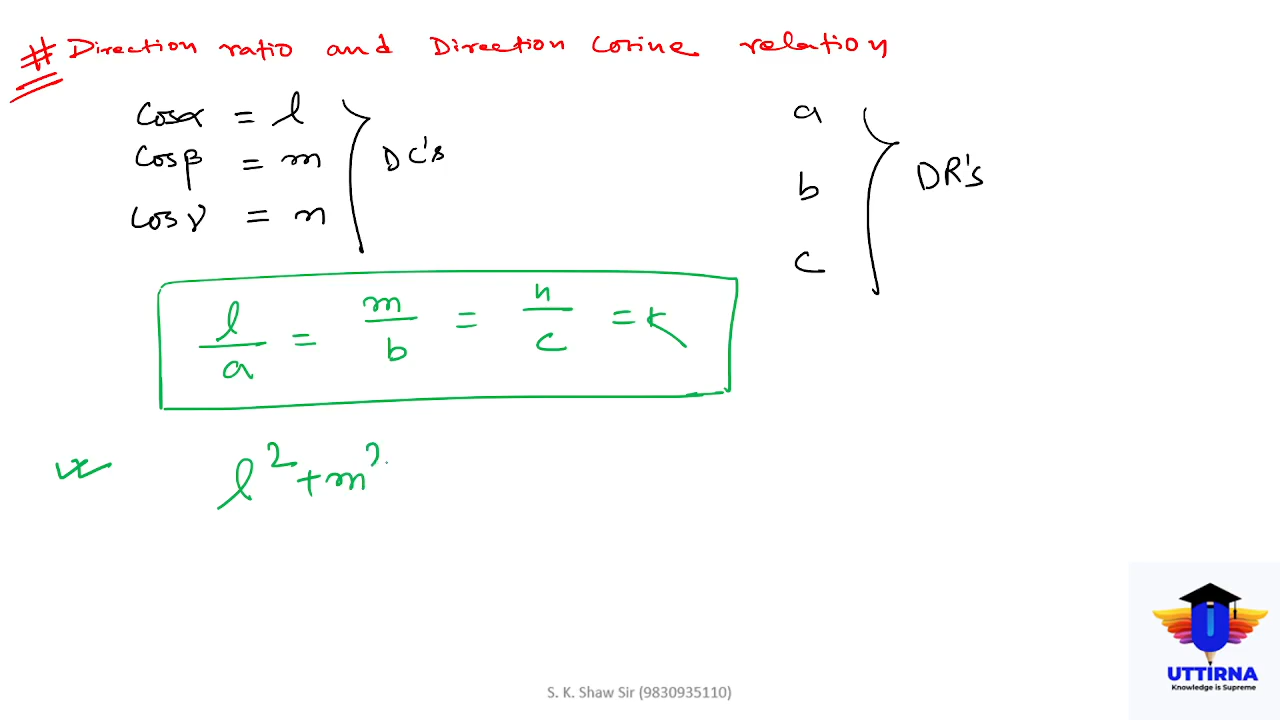 # Direction ratio and Direction Cosine relation
cosα = l
cosβ = m
cosγ = n
DC's
a
b
c
DR's
l/a = m/b = n/c = k
l² + m²
S. K. Shaw Sir (9830935110)
U
UTTIRNA
Knowledge is Supreme